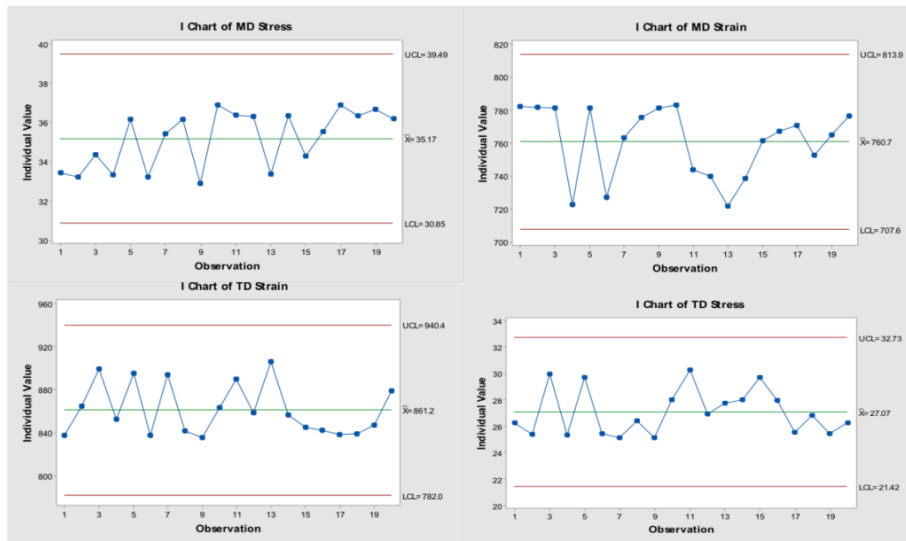 I Chart of MD Stress
40
38
36
34
32
30
UCL=39.49
X̄=35.17
LCL=30.85
Individual Value
1 3 5 7 9 11 13 15 17 19
Observation
I Chart of MD Strain
820
800
780
760
740
720
700
UCL=813.9
X̄=760.7
LCL=707.6
Individual Value
1 3 5 7 9 11 13 15 17 19
Observation
I Chart of TD Strain
960
920
880
840
800
UCL=940.4
X̄=861.2
LCL=782.0
Individual Value
1 3 5 7 9 11 13 15 17 19
Observation
I Chart of TD Stress
34
32
30
28
26
24
22
20
UCL=32.73
X̄=27.07
LCL=21.42
Individual Value
1 3 5 7 9 11 13 15 17 19
Observation